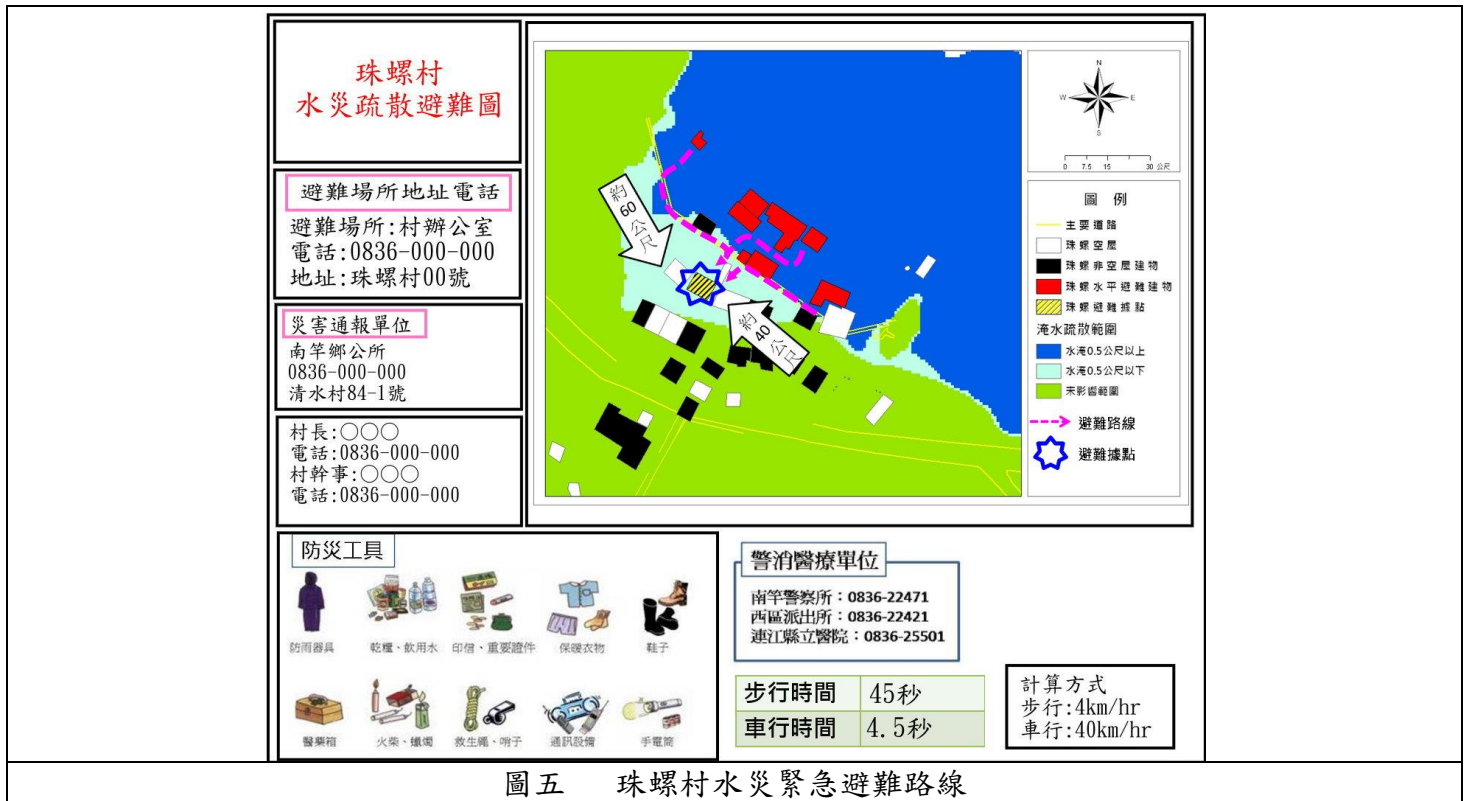 珠螺村
水災疏散避難圖
避難場所地址電話
避難場所:村辦公室
電話:0836-000-000
地址:珠螺村00號
災害通報單位
南竿鄉公所
0836-000-000
清水村84-1號
村長:○○○
電話:0836-000-000
村幹事:○○○
電話:0836-000-000
約60公尺
約40公尺
N
W
E
S
0 7.5 15 30 公尺
圖 例
主要道路
珠螺空屋
珠螺非空屋建物
珠螺水平避難建物
珠螺避難據點
淹水疏散範圍
水淹0.5公尺以上
水淹0.5公尺以下
未影響範圍
避難路線
避難據點
防災工具
防雨器具
乾糧、飲用水
印信、重要證件
保暖衣物
鞋子
醫藥箱
火柴、蠟燭
救生繩、哨子
通訊設備
手電筒
警消醫療單位
南竿警察所：0836-22471
西區派出所：0836-22421
連江縣立醫院：0836-25501
步行時間 45秒
車行時間 4.5秒
計算方式
步行:4km/hr
車行:40km/hr
圖五 珠螺村水災緊急避難路線